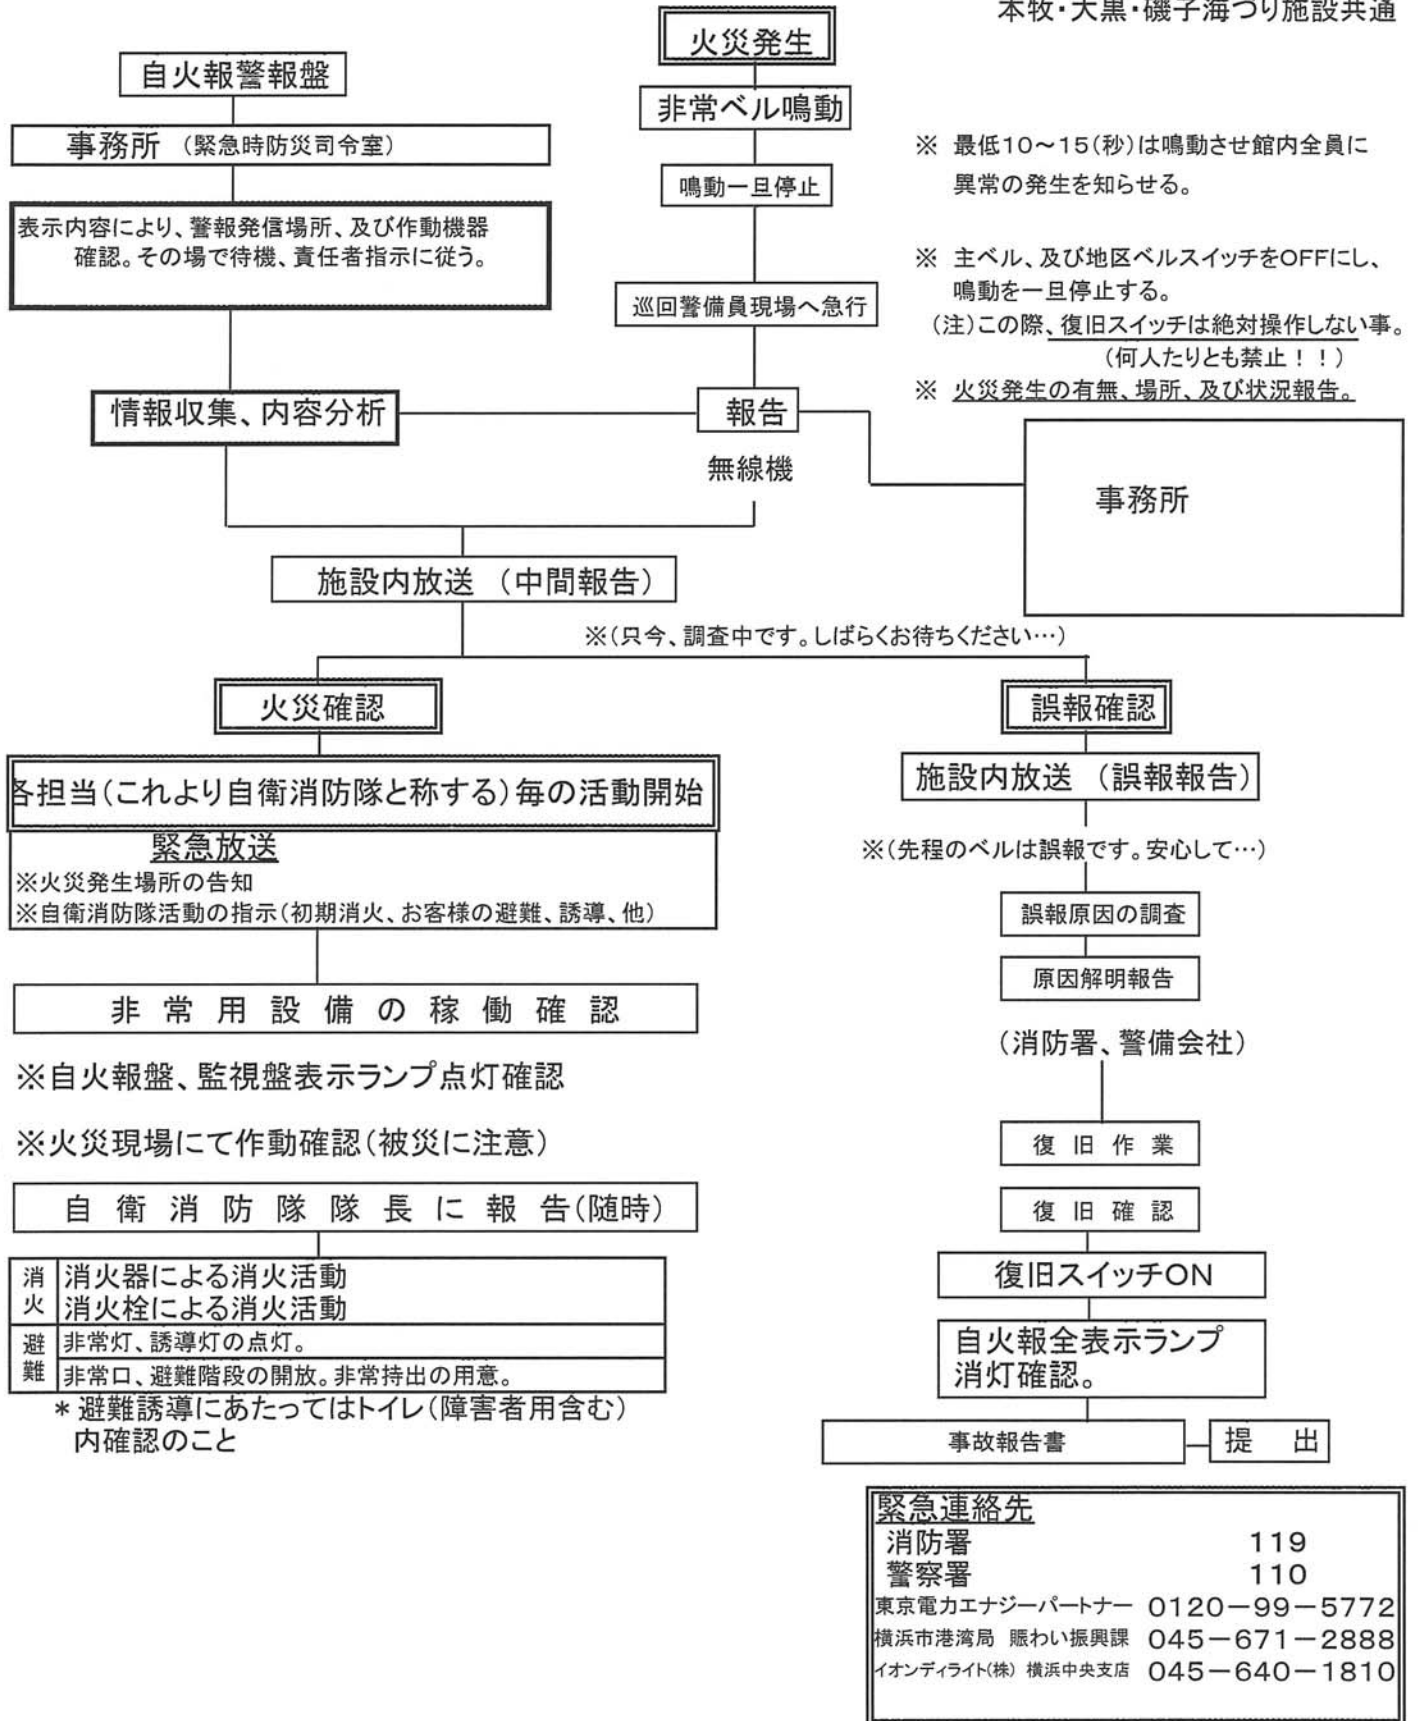 本牧・大黒・磯子海づり施設共通
火災発生
自火報警報盤
非常ベル鳴動
事務所 (緊急時防災司令室)
※ 最低10～15(秒)は鳴動させ館内全員に
異常の発生を知らせる。
鳴動一旦停止
表示内容により、警報発信場所、及び作動機器
確認。その場で待機、責任者指示に従う。
※ 主ベル、及び地区ベルスイッチをOFFにし、
鳴動を一旦停止する。
(注)この際、復旧スイッチは絶対操作しない事。
(何人たりとも禁止！！)
巡回警備員現場へ急行
※ 火災発生の有無、場所、及び状況報告。
情報収集、内容分析
報告
無線機
事務所
施設内放送 (中間報告)
※(只今、調査中です。しばらくお待ちください…)
火災確認
誤報確認
各担当(これより自衛消防隊と称する)毎の活動開始
緊急放送
※火災発生場所の告知
※自衛消防隊活動の指示(初期消火、お客様の避難、誘導、他)
施設内放送 (誤報報告)
※(先程のベルは誤報です。安心して…)
誤報原因の調査
原因解明報告
(消防署、警備会社)
非常用設備の稼働確認
※自火報盤、監視盤表示ランプ点灯確認
※火災現場にて作動確認(被災に注意)
自衛消防隊隊長に報告(随時)
復旧作業
復旧確認
復旧スイッチON
自火報全表示ランプ
消灯確認。
事故報告書
提 出
消火
消火器による消火活動
消火栓による消火活動
避難
非常灯、誘導灯の点灯。
非常口、避難階段の開放。非常持出の用意。
＊避難誘導にあたってはトイレ(障害者用含む)
内確認のこと
緊急連絡先
消防署 119
警察署 110
東京電力エナジーパートナー 0120－99－5772
横浜市港湾局 賑わい振興課 045－671－2888
イオンディライト(株) 横浜中央支店 045－640－1810